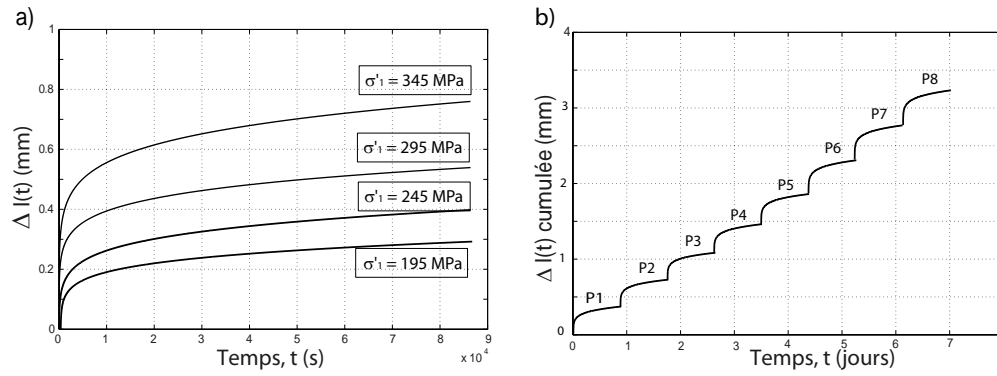 a)
Δ l(t) (mm)
1
0.8
0.6
0.4
0.2
0
σ'₁ = 345 MPa
σ'₁ = 295 MPa
σ'₁ = 245 MPa
σ'₁ = 195 MPa
0 1 2 3 4 5 6 7 8 9
x 10⁴
Temps, t (s)
b)
Δ l(t) cumulée (mm)
4
3
2
1
0
P1
P2
P3
P4
P5
P6
P7
P8
0 1 2 3 4 5 6 7
Temps, t (jours)